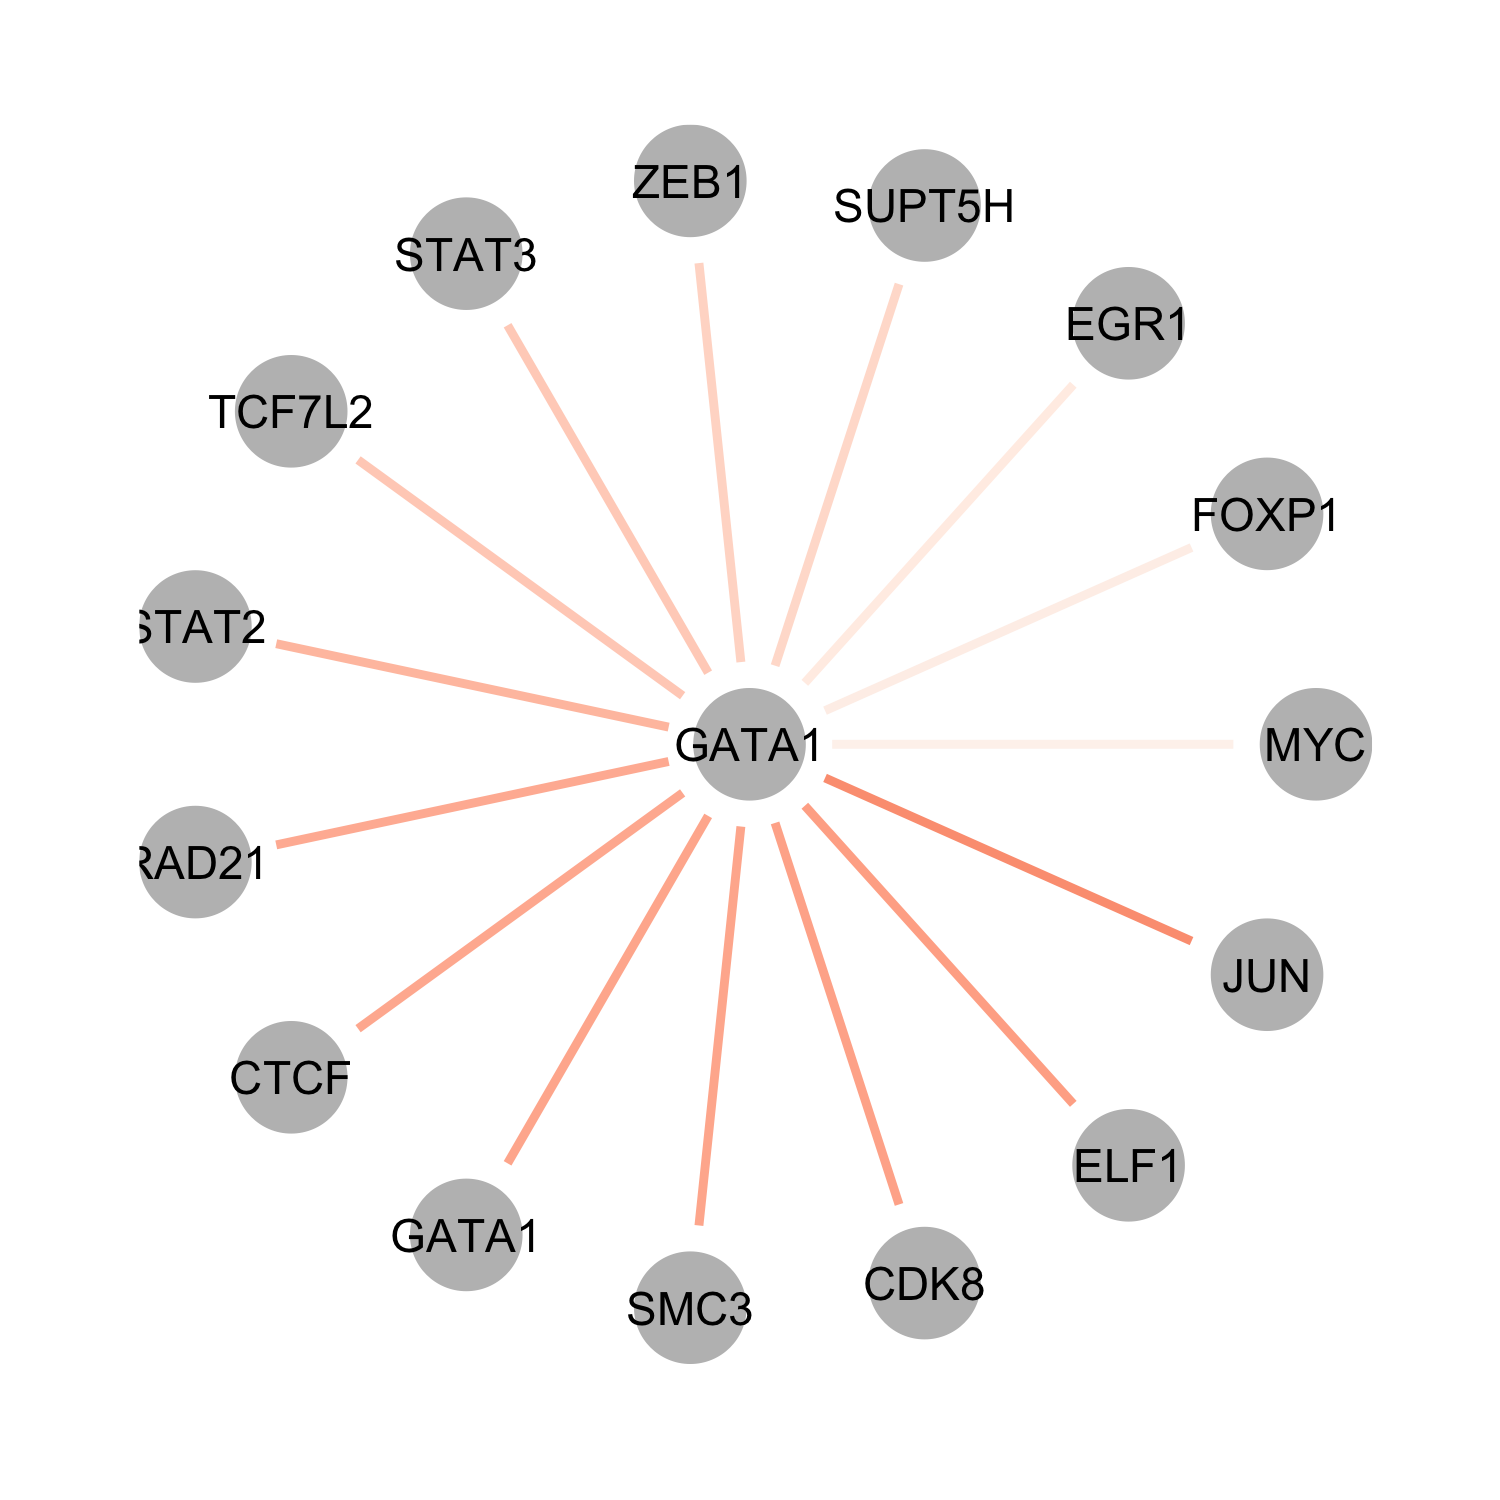 ZEB1
SUPT5H
STAT3
EGR1
TCF7L2
FOXP1
STAT2
GATA1
MYC
RAD21
JUN
CTCF
ELF1
GATA1
CDK8
SMC3